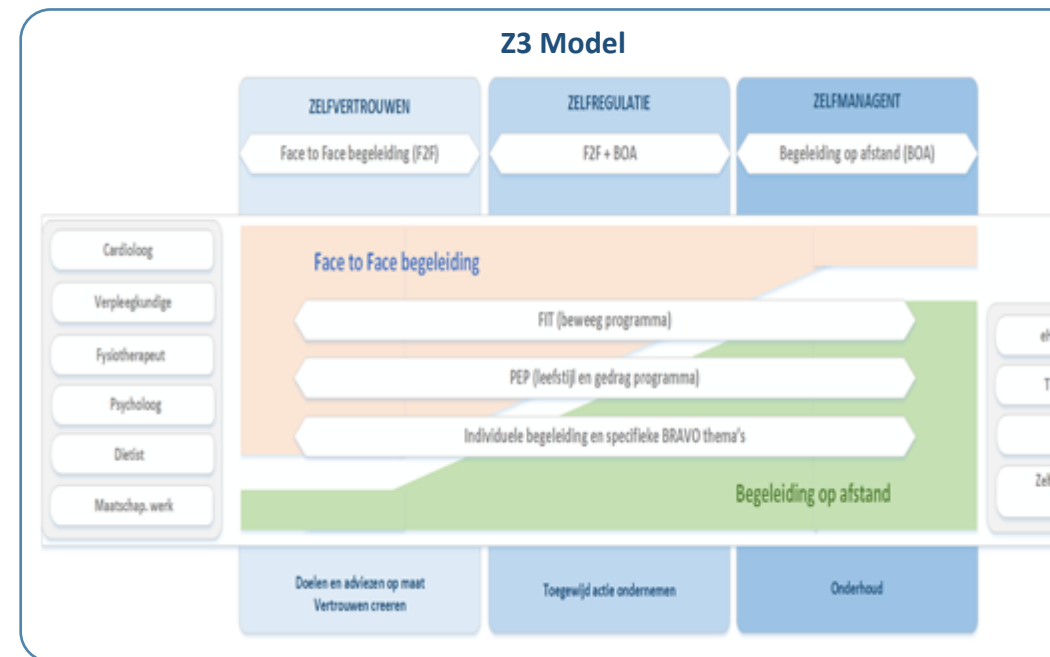 Z3 Model
ZELFVERTROUWEN
ZELFREGULATIE
ZELFMANAGENT
Face to Face begeleiding (F2F)
F2F + BOA
Begeleiding op afstand (BOA)
Cardioloog
Verpleegkundige
Fysiotherapeut
Psycholoog
Dietist
Maatschap. werk
Face to Face begeleiding
FIT (beweeg programma)
PEP (leefstijl en gedrag programma)
Individuele begeleiding en specifieke BRAVO thema's
Begeleiding op afstand
Doelen en adviezen op maat
Vertrouwen creeren
Toegewijd actie ondernemen
Onderhoud